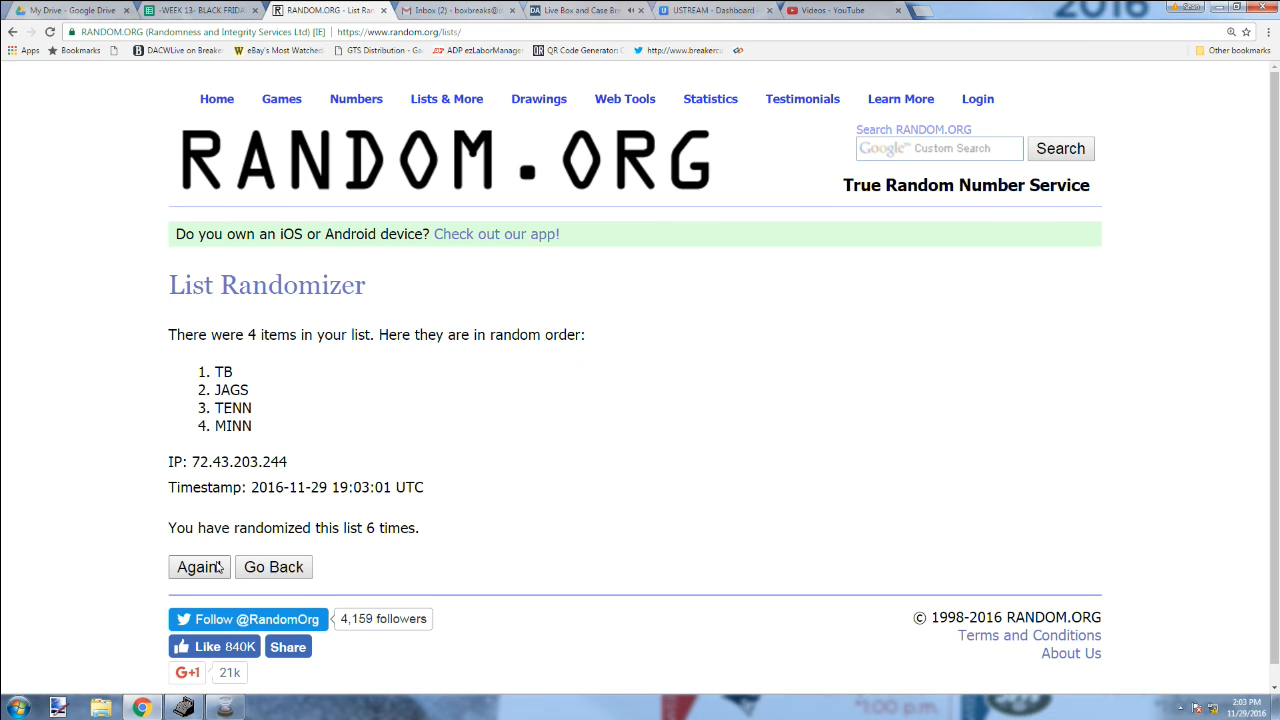 2016
My Drive - Google Drive
-WEEK 13- BLACK FRIDA
RANDOM.ORG - List Ran
Inbox (2) - boxbreaks@
Live Box and Case Bre
USTREAM - Dashboard -
Videos - YouTube
Sean
RANDOM.ORG (Randomness and Integrity Services Ltd) [IE]
https://www.random.org/lists/
Apps
Bookmarks
DACWLive on Breaker
eBay's Most Watched
GTS Distribution - Ga
ADP ezLaborManager
QR Code Generator:
http://www.breakercu
Other bookmarks
Home
Games
Numbers
Lists & More
Drawings
Web Tools
Statistics
Testimonials
Learn More
Login
RANDOM.ORG
Search RANDOM.ORG
Google™ Custom Search
Search
True Random Number Service
Do you own an iOS or Android device? Check out our app!
List Randomizer
There were 4 items in your list. Here they are in random order:
1. TB
2. JAGS
3. TENN
4. MINN
IP: 72.43.203.244
Timestamp: 2016-11-29 19:03:01 UTC
You have randomized this list 6 times.
Again!
Go Back
Follow @RandomOrg
4,159 followers
© 1998-2016 RANDOM.ORG
Like 840K
Share
Terms and Conditions
About Us
G+1
21k
*1:00 p.m.
2:03 PM
11/29/2016